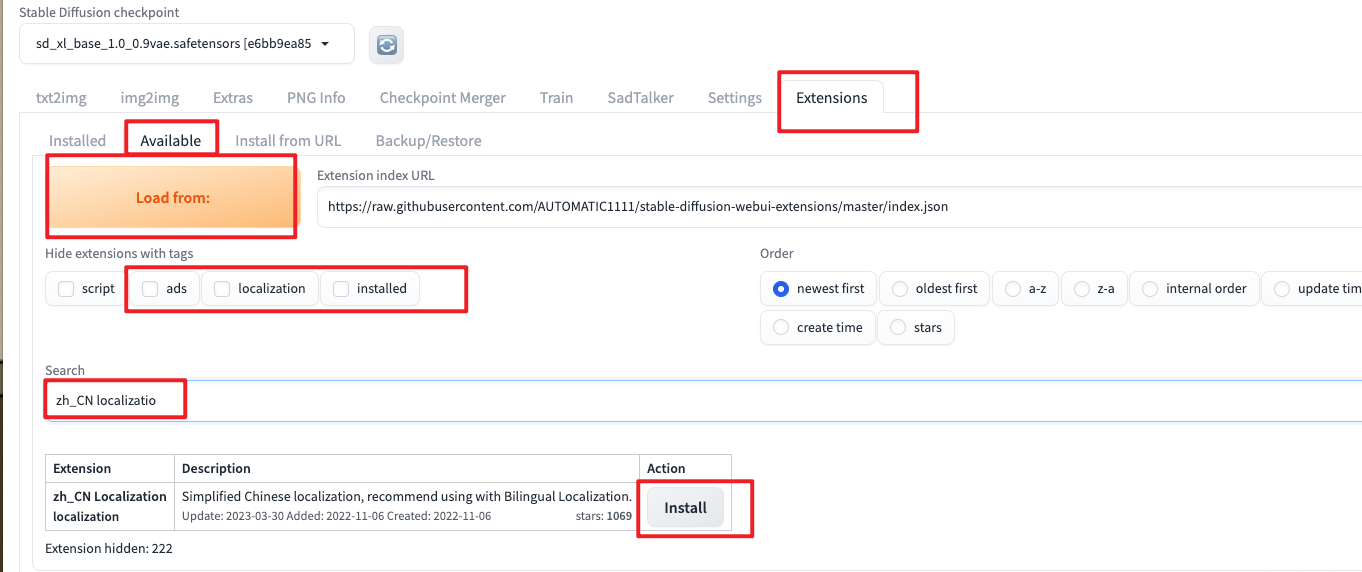 Stable Diffusion checkpoint
sd_xl_base_1.0_0.9vae.safetensors [e6bb9ea85
txt2img img2img Extras PNG Info Checkpoint Merger Train SadTalker Settings Extensions
Installed Available Install from URL Backup/Restore
Load from:
Extension index URL
https://raw.githubusercontent.com/AUTOMATIC1111/stable-diffusion-webui-extensions/master/index.json
Hide extensions with tags
script ads localization installed
Order
newest first oldest first a-z z-a internal order update tim
create time stars
Search
zh_CN localizatio
Extension Description Action
zh_CN Localization Simplified Chinese localization, recommend using with Bilingual Localization.
localization Update: 2023-03-30 Added: 2022-11-06 Created: 2022-11-06 stars: 1069
Install
Extension hidden: 222